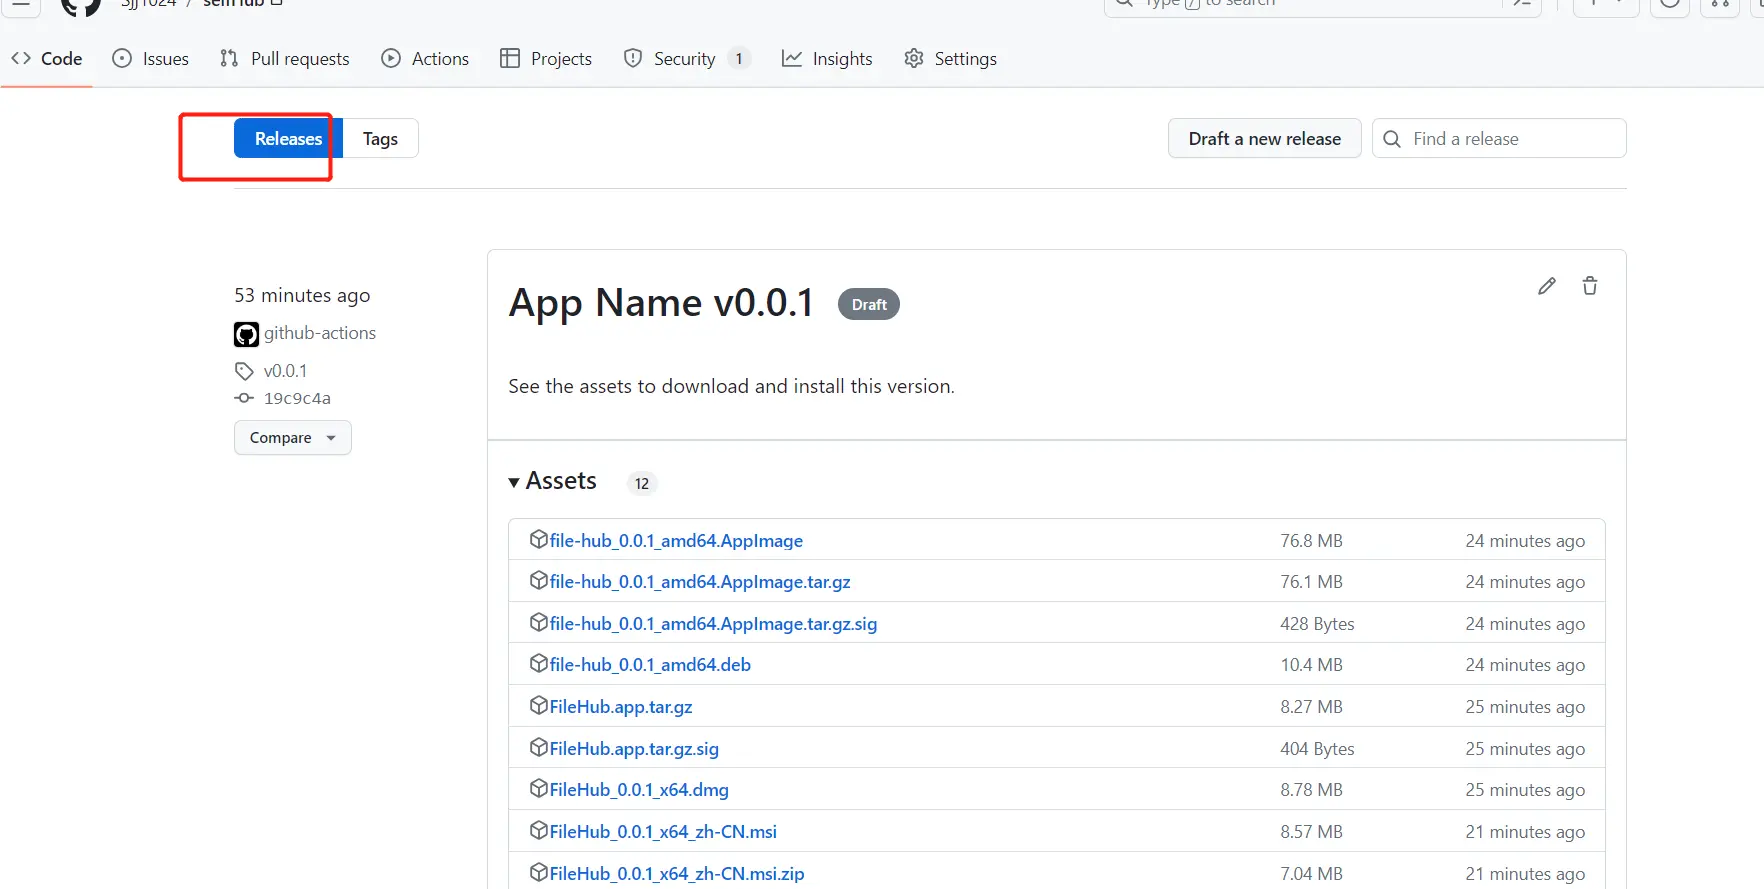 Sjj1024 / semHub
Type / to search
Code
Issues
Pull requests
Actions
Projects
Security 1
Insights
Settings
Releases
Tags
Draft a new release
Find a release
53 minutes ago
github-actions
v0.0.1
19c9c4a
Compare
App Name v0.0.1 Draft
See the assets to download and install this version.
Assets 12
file-hub_0.0.1_amd64.AppImage 76.8 MB 24 minutes ago
file-hub_0.0.1_amd64.AppImage.tar.gz 76.1 MB 24 minutes ago
file-hub_0.0.1_amd64.AppImage.tar.gz.sig 428 Bytes 24 minutes ago
file-hub_0.0.1_amd64.deb 10.4 MB 24 minutes ago
FileHub.app.tar.gz 8.27 MB 25 minutes ago
FileHub.app.tar.gz.sig 404 Bytes 25 minutes ago
FileHub_0.0.1_x64.dmg 8.78 MB 25 minutes ago
FileHub_0.0.1_x64_zh-CN.msi 8.57 MB 21 minutes ago
FileHub_0.0.1_x64_zh-CN.msi.zip 7.04 MB 21 minutes ago